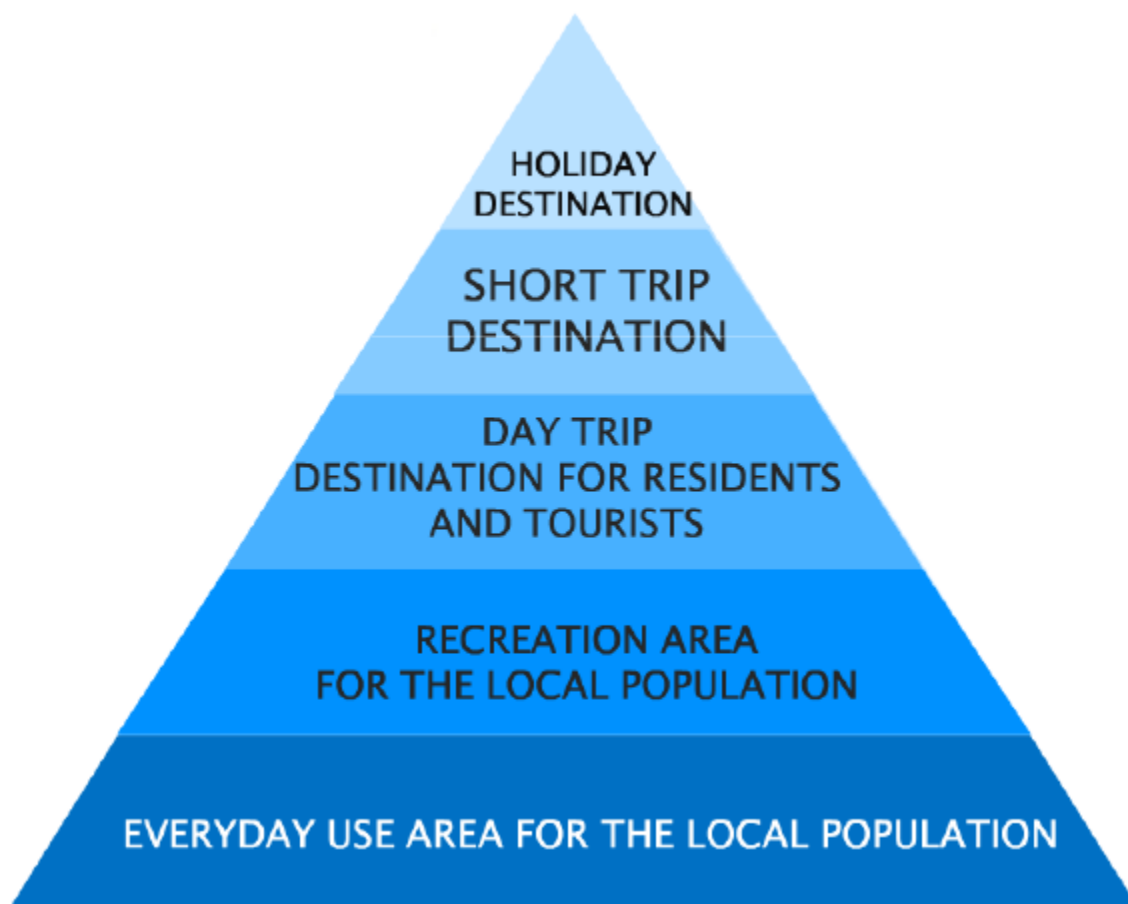 HOLIDAY
DESTINATION
SHORT TRIP
DESTINATION
DAY TRIP
DESTINATION FOR RESIDENTS
AND TOURISTS
RECREATION AREA
FOR THE LOCAL POPULATION
EVERYDAY USE AREA FOR THE LOCAL POPULATION